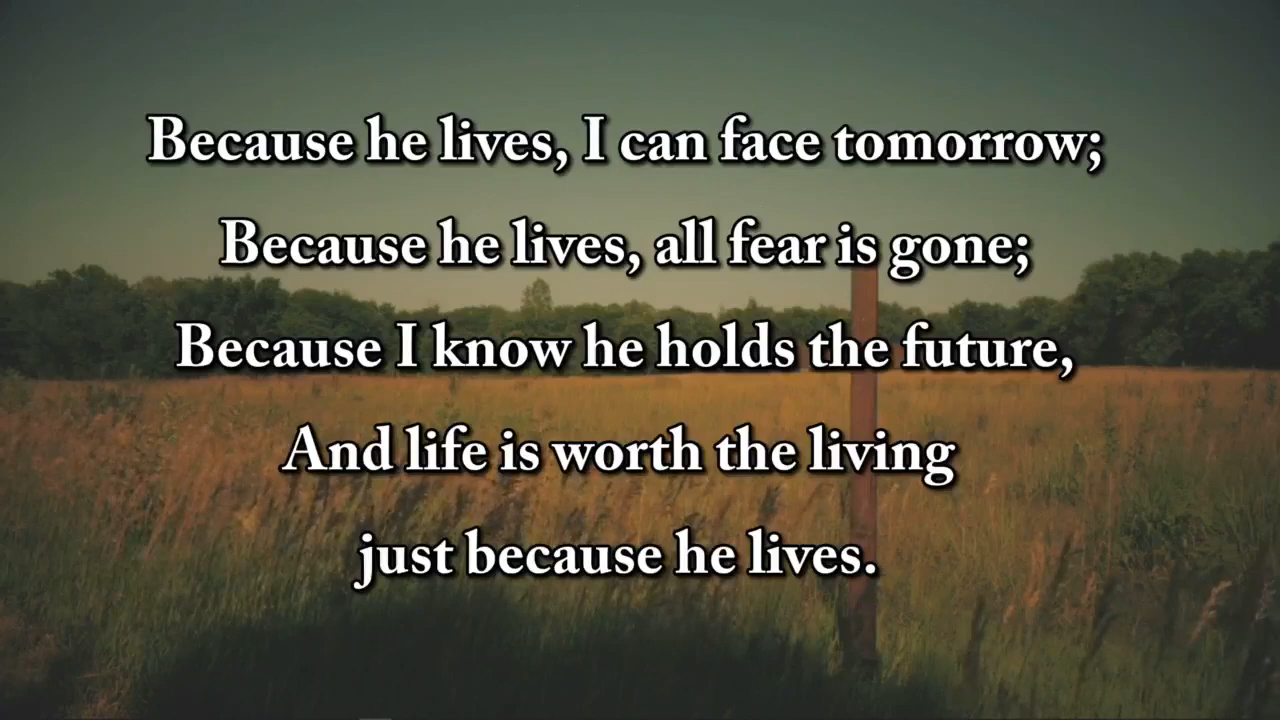 Because he lives, I can face tomorrow;
Because he lives, all fear is gone;
Because I know he holds the future,
And life is worth the living
just because he lives.